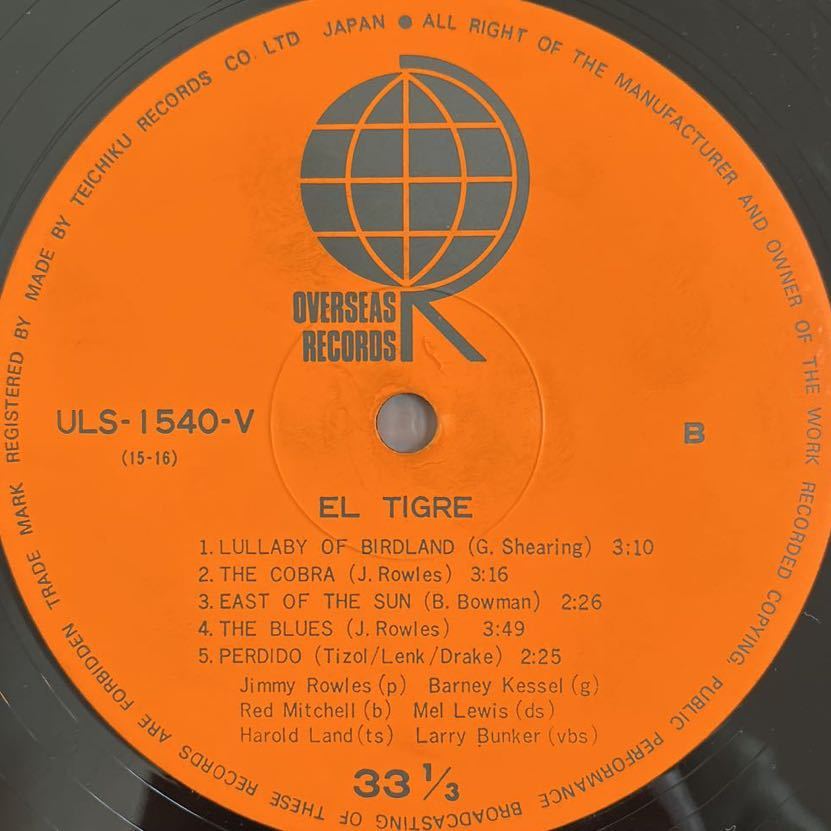 TRADE MARK REGISTERED BY MADE BY TEICHIKU RECORDS CO. LTD JAPAN ● ALL RIGHT OF THE MANUFACTURER AND OWNER OF THE WORK RECORDED COPYING, PUBLIC PERFORMANCE BROADCASTING OF THESE RECORDS ARE FORBIDDEN
OVERSEAS
RECORDS
ULS-1540-V
(15-16)
B
EL TIGRE
1. LULLABY OF BIRDLAND (G. Shearing) 3:10
2. THE COBRA (J. Rowles) 3:16
3. EAST OF THE SUN (B. Bowman) 2:26
4. THE BLUES (J. Rowles) 3:49
5. PERDIDO (Tizol/Lenk/Drake) 2:25
Jimmy Rowles (p) Barney Kessel (g)
Red Mitchell (b) Mel Lewis (ds)
Harold Land (ts) Larry Bunker (vbs)
33 1/3